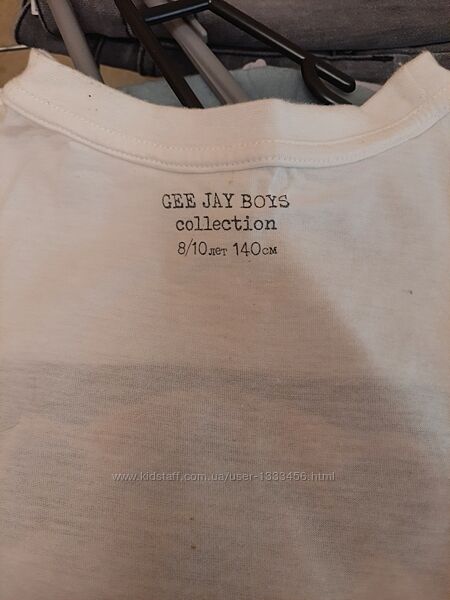 GEE JAY BOYS
collection
8/10лет 140см
www.kidstaff.com.ua/user-1333456.html